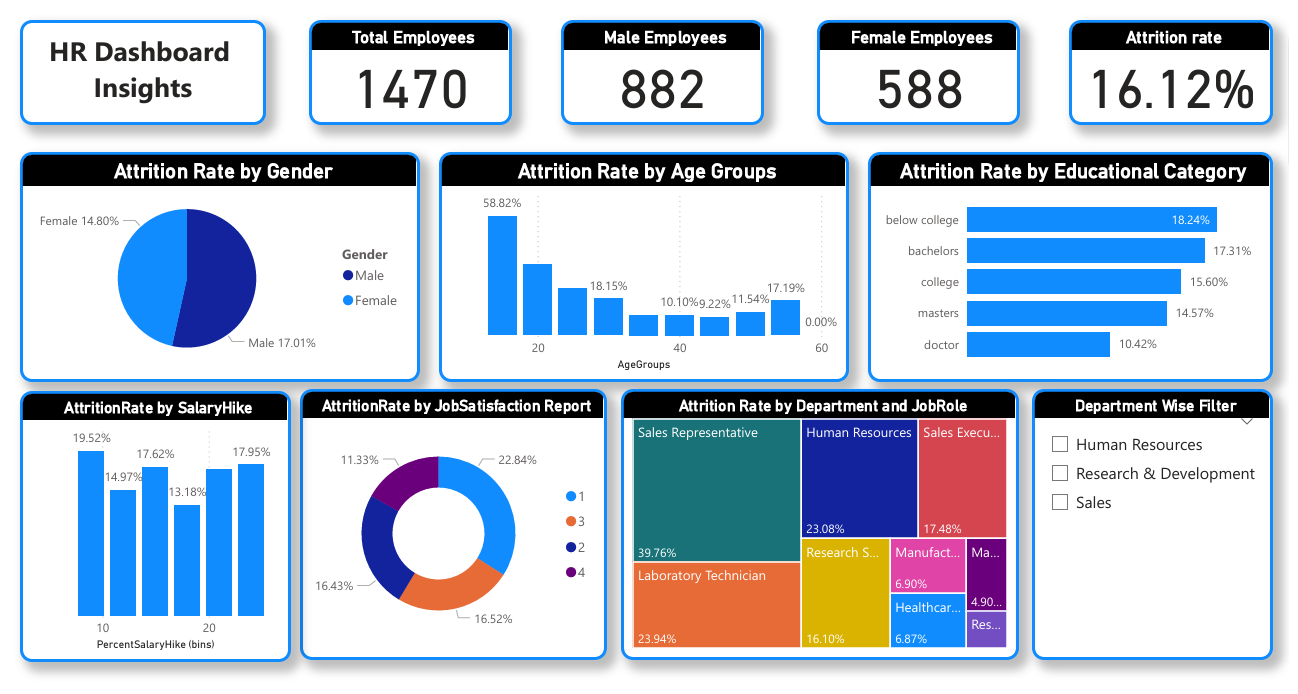 HR Dashboard
Insights
Total Employees
1470
Male Employees
882
Female Employees
588
Attrition rate
16.12%
Attrition Rate by Gender
Female 14.80%
Male 17.01%
Gender
Male
Female
Attrition Rate by Age Groups
58.82%
18.15%
10.10%
9.22%
11.54%
17.19%
0.00%
20
40
60
AgeGroups
Attrition Rate by Educational Category
below college
18.24%
bachelors
17.31%
college
15.60%
masters
14.57%
doctor
10.42%
AttritionRate by SalaryHike
19.52%
14.97%
17.62%
13.18%
17.95%
10
20
PercentSalaryHike (bins)
AttritionRate by JobSatisfaction Report
11.33%
22.84%
16.43%
16.52%
1
3
2
4
Attrition Rate by Department and JobRole
Sales Representative
39.76%
Laboratory Technician
23.94%
Human Resources
23.08%
Sales Execu...
17.48%
Research S...
16.10%
Manufact...
6.90%
Healthcar...
6.87%
Ma...
4.90...
Res...
Department Wise Filter
Human Resources
Research & Development
Sales